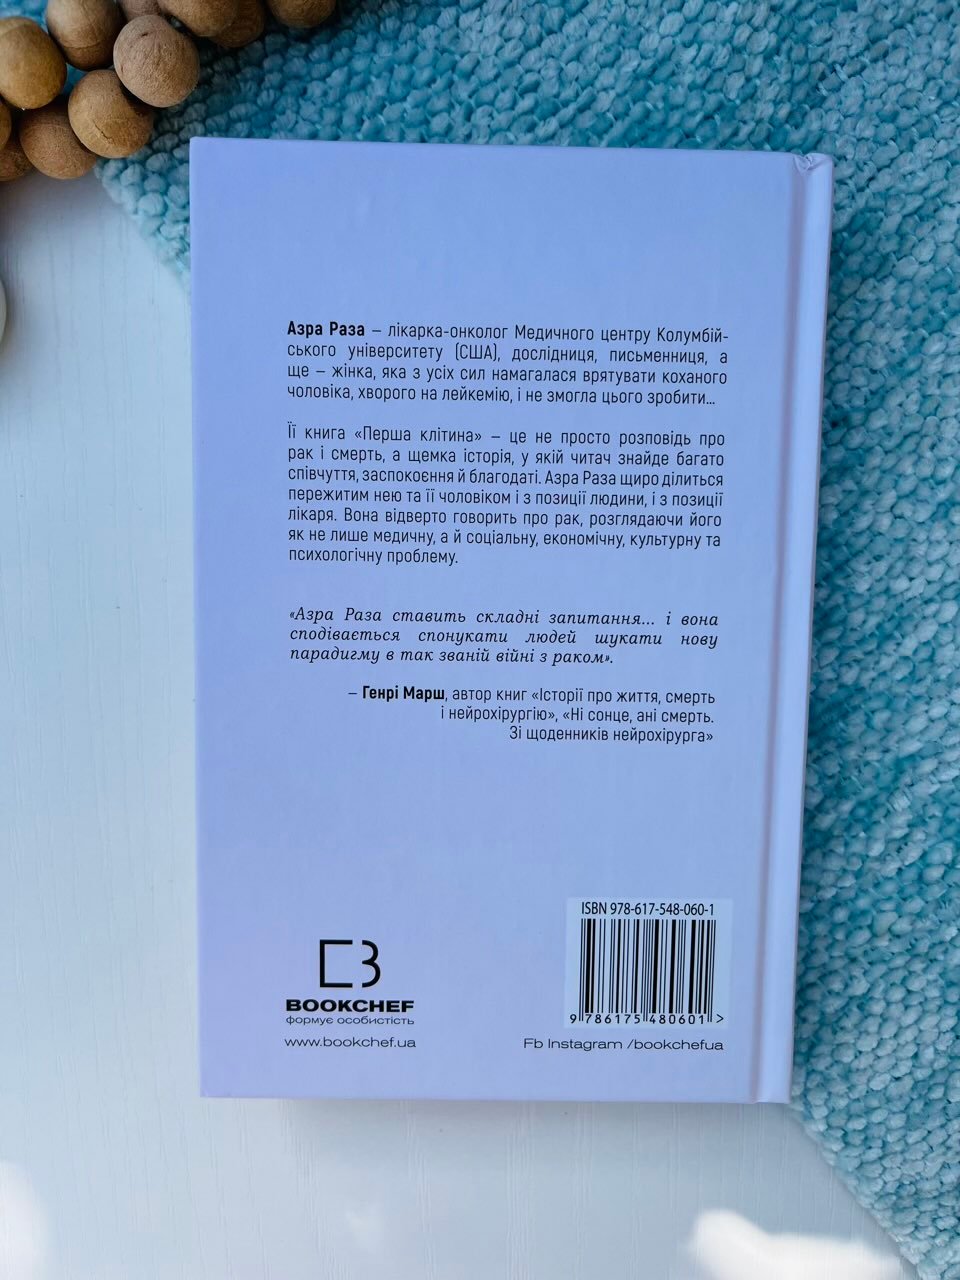 Азра Раза – лікарка-онколог Медичного центру Колумбій-
ського університету (США), дослідниця, письменниця, а
ще – жінка, яка з усіх сил намагалася врятувати коханого
чоловіка, хворого на лейкемію, і не змогла цього зробити...
Її книга «Перша клітина» – це не просто розповідь про
рак і смерть, а щемка історія, у якій читач знайде багато
співчуття, заспокоєння й благодаті. Азра Раза щиро ділиться
пережитим нею та її чоловіком і з позиції людини, і з позиції
лікаря. Вона відверто говорить про рак, розглядаючи його
як не лише медичну, а й соціальну, економічну, культурну та
психологічну проблему.
«Азра Раза ставить складні запитання... і вона
сподівається спонукати людей шукати нову
парадигму в так званій війні з раком».
– Генрі Марш, автор книг «Історії про життя, смерть
і нейрохірургію», «Ні сонце, ані смерть.
Зі щоденників нейрохірурга»
ISBN 978-617-548-060-1
9 786175 480601 >
BOOKCHEF
формує особистість
www.bookchef.ua
Fb Instagram /bookchefua